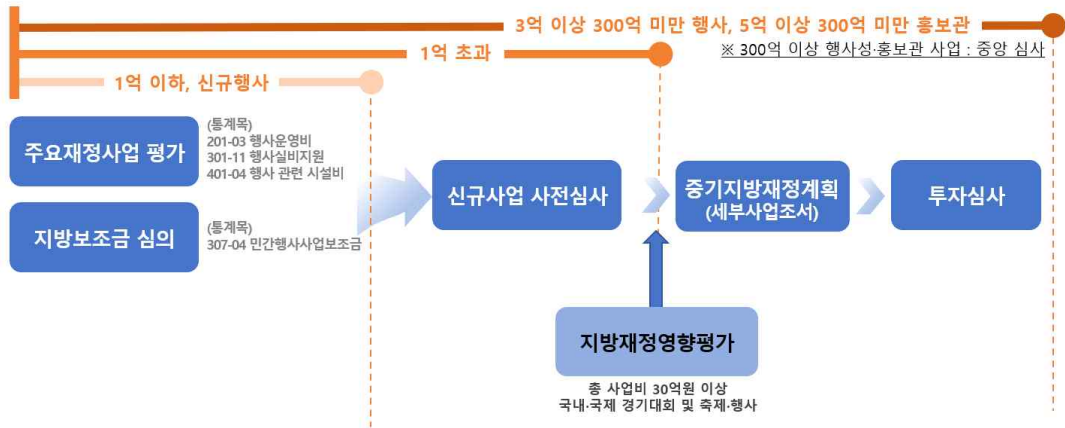 3억 이상 300억 미만 행사, 5억 이상 300억 미만 홍보관
1억 초과
※ 300억 이상 행사성·홍보관 사업 : 중앙 심사
1억 이하, 신규행사
주요재정사업 평가
(통계목)
201-03 행사운영비
301-11 행사실비지원
401-04 행사 관련 시설비
지방보조금 심의
(통계목)
307-04 민간행사사업보조금
신규사업 사전심사
중기지방재정계획
(세부사업조서)
투자심사
지방재정영향평가
총 사업비 30억원 이상
국내·국제 경기대회 및 축제·행사